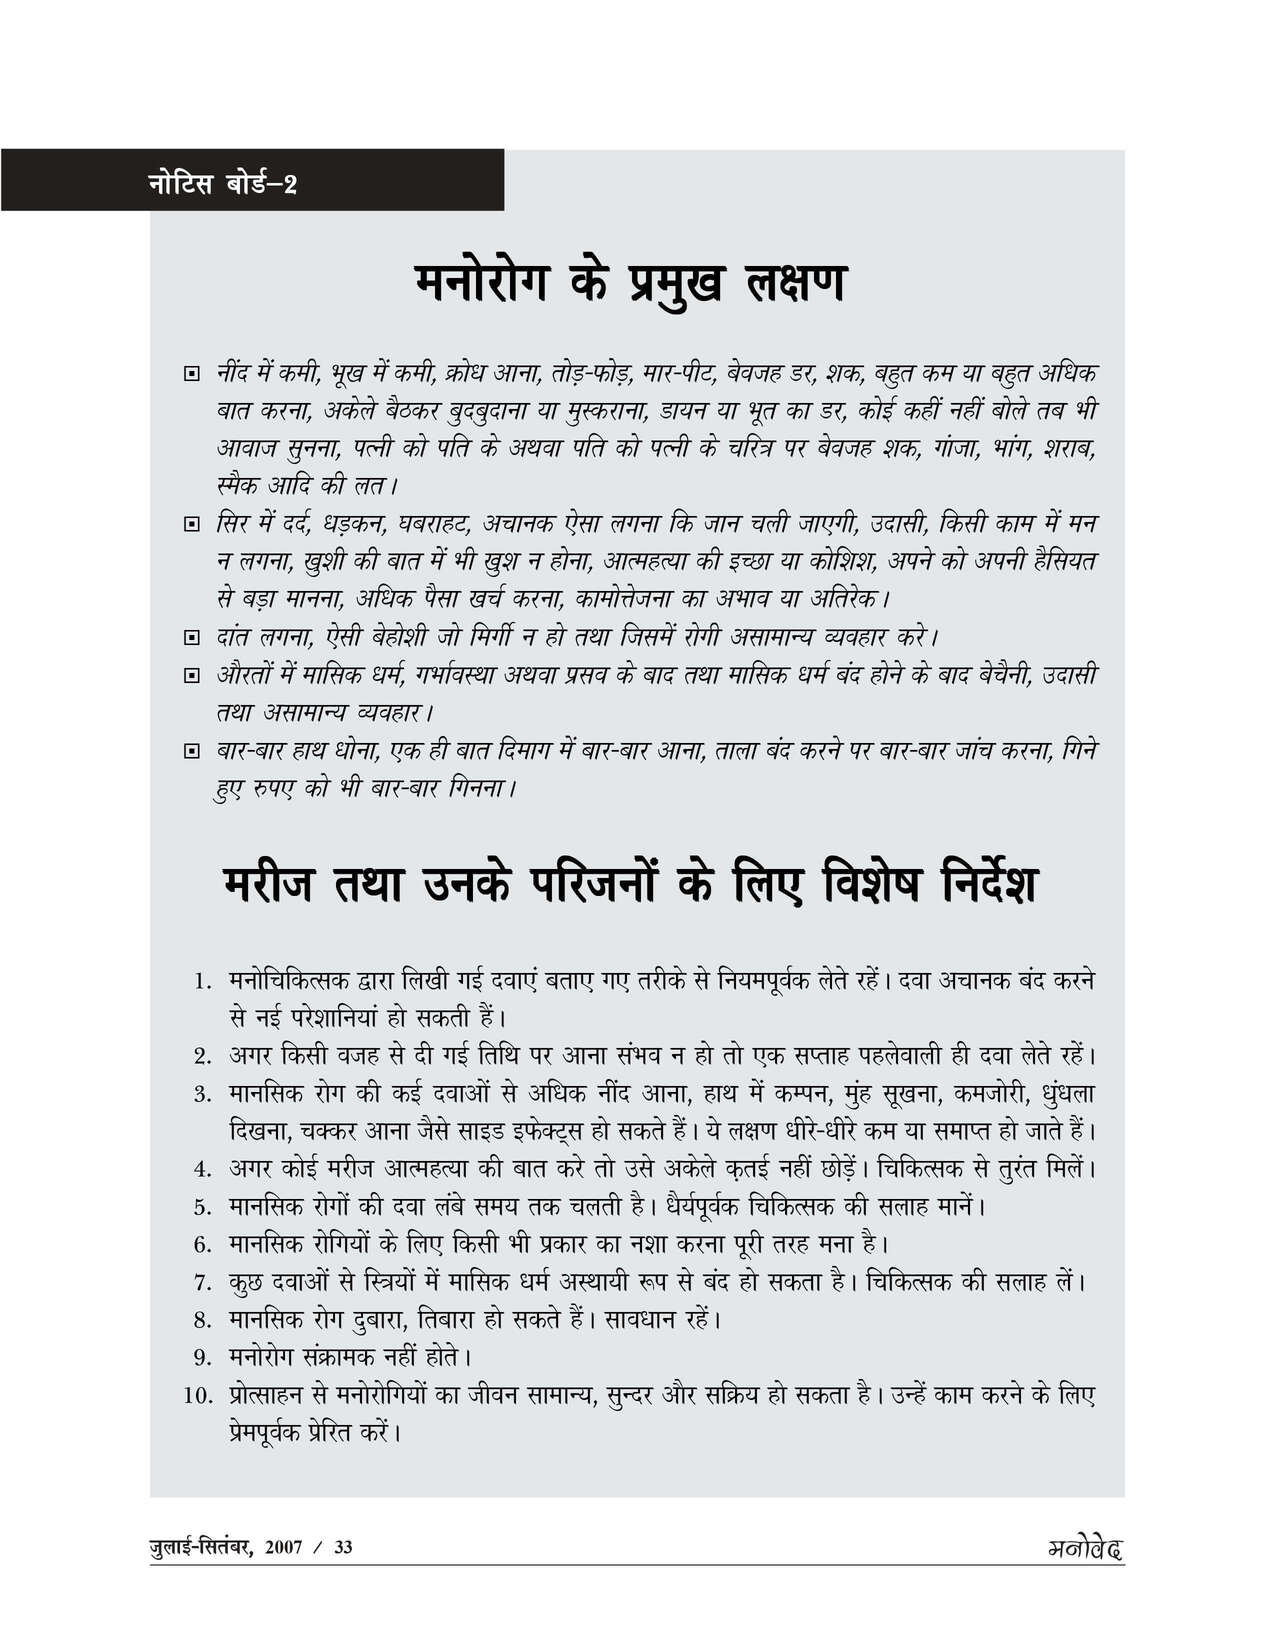 नोटिस बोर्ड–2
मनोरोग के प्रमुख लक्षण
नींद में कमी, भूख में कमी, क्रोध आना, तोड़-फोड़, मार-पीट, बेवजह डर, शक, बहुत कम या बहुत अधिक
बात करना, अकेले बैठकर बुदबुदाना या मुस्कराना, डायन या भूत का डर, कोई कहीं नहीं बोले तब भी
आवाज सुनना, पत्नी को पति के अथवा पति को पत्नी के चरित्र पर बेवजह शक, गांजा, भांग, शराब,
स्मैक आदि की लत।
सिर में दर्द, धड़कन, घबराहट, अचानक ऐसा लगना कि जान चली जाएगी, उदासी, किसी काम में मन
न लगना, खुशी की बात में भी खुश न होना, आत्महत्या की इच्छा या कोशिश, अपने को अपनी हैसियत
से बड़ा मानना, अधिक पैसा खर्च करना, कामोत्तेजना का अभाव या अतिरेक।
दांत लगना, ऐसी बेहोशी जो मिर्गी न हो तथा जिसमें रोगी असामान्य व्यवहार करे।
औरतों में मासिक धर्म, गर्भावस्था अथवा प्रसव के बाद तथा मासिक धर्म बंद होने के बाद बेचैनी, उदासी
तथा असामान्य व्यवहार।
बार-बार हाथ धोना, एक ही बात दिमाग में बार-बार आना, ताला बंद करने पर बार-बार जांच करना, गिने
हुए रुपए को भी बार-बार गिनना।
मरीज तथा उनके परिजनों के लिए विशेष निर्देश
1. मनोचिकित्सक द्वारा लिखी गई दवाएं बताए गए तरीके से नियमपूर्वक लेते रहें। दवा अचानक बंद करने
से नई परेशानियां हो सकती हैं।
2. अगर किसी वजह से दी गई तिथि पर आना संभव न हो तो एक सप्ताह पहलेवाली ही दवा लेते रहें।
3. मानसिक रोग की कई दवाओं से अधिक नींद आना, हाथ में कम्पन, मुंह सूखना, कमजोरी, धुंधला
दिखना, चक्कर आना जैसे साइड इफेक्ट्स हो सकते हैं। ये लक्षण धीरे-धीरे कम या समाप्त हो जाते हैं।
4. अगर कोई मरीज आत्महत्या की बात करे तो उसे अकेले क़तई नहीं छोड़ें। चिकित्सक से तुरंत मिलें।
5. मानसिक रोगों की दवा लंबे समय तक चलती है। धैर्यपूर्वक चिकित्सक की सलाह मानें।
6. मानसिक रोगियों के लिए किसी भी प्रकार का नशा करना पूरी तरह मना है।
7. कुछ दवाओं से स्त्रियों में मासिक धर्म अस्थायी रूप से बंद हो सकता है। चिकित्सक की सलाह लें।
8. मानसिक रोग दुबारा, तिबारा हो सकते हैं। सावधान रहें।
9. मनोरोग संक्रामक नहीं होते।
10. प्रोत्साहन से मनोरोगियों का जीवन सामान्य, सुन्दर और सक्रिय हो सकता है। उन्हें काम करने के लिए
प्रेमपूर्वक प्रेरित करें।
जुलाई-सितंबर, 2007 / 33
मनोवेद